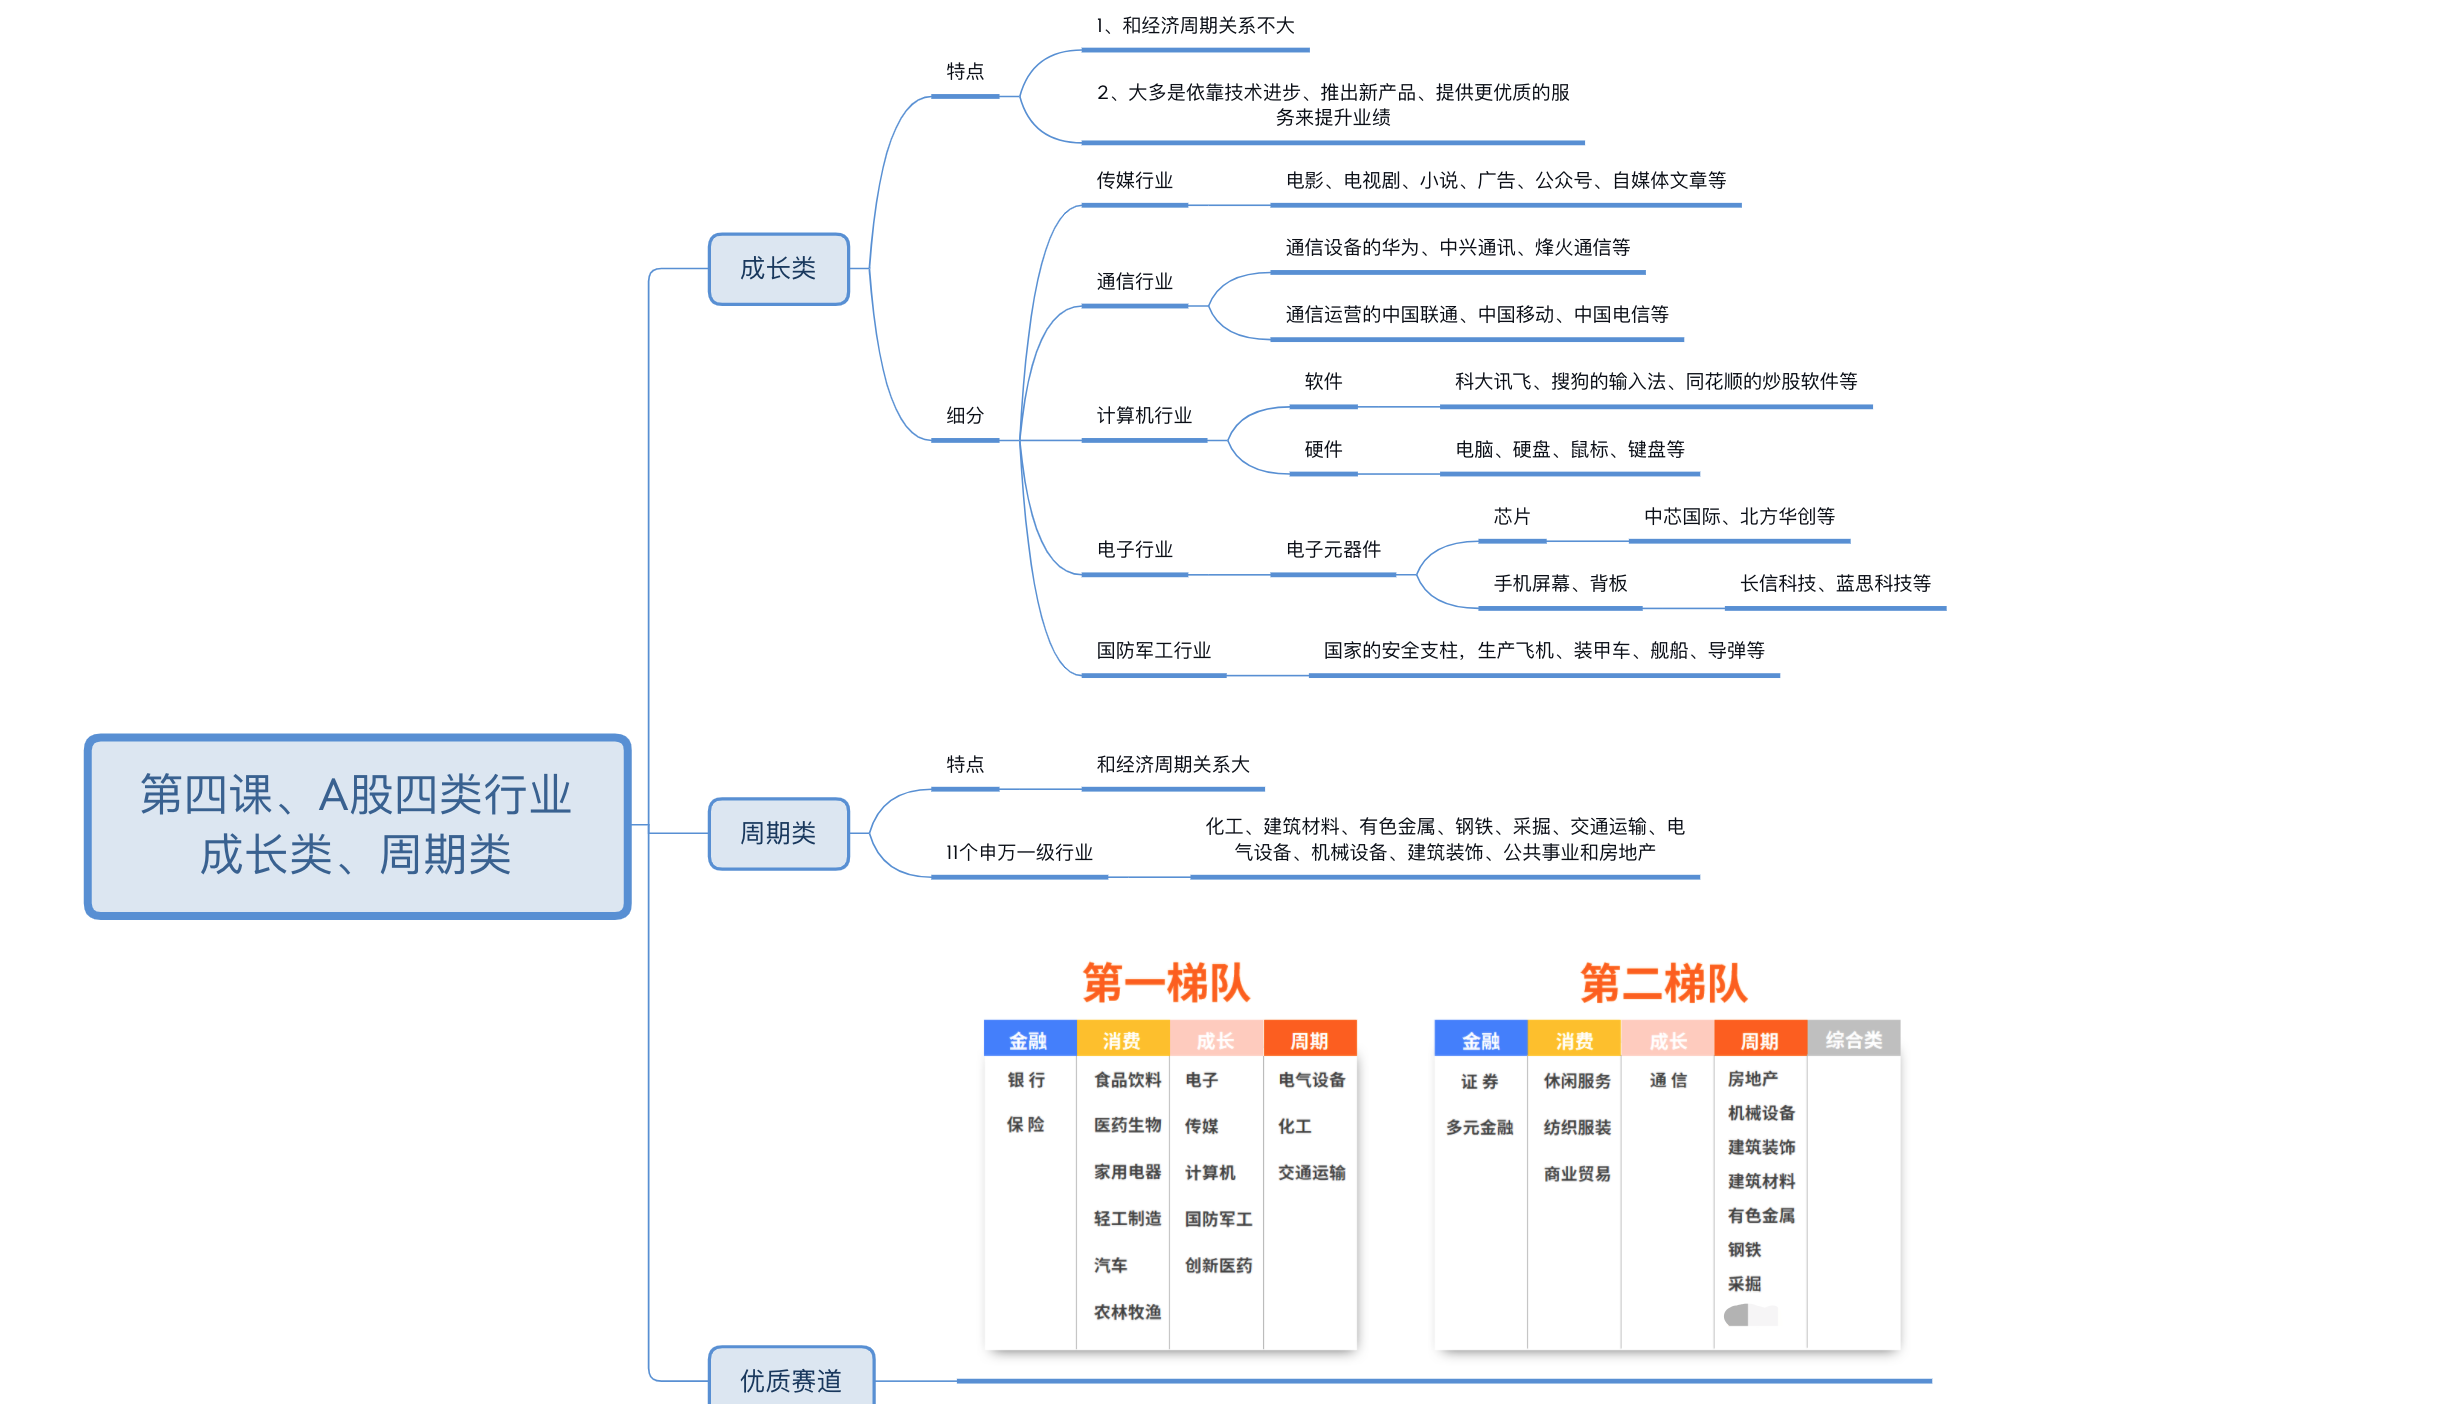 第四课、A股四类行业
成长类、周期类
成长类
特点
1、和经济周期关系不大
2、大多是依靠技术进步、推出新产品、提供更优质的服
务来提升业绩
细分
传媒行业
电影、电视剧、小说、广告、公众号、自媒体文章等
通信行业
通信设备的华为、中兴通讯、烽火通信等
通信运营的中国联通、中国移动、中国电信等
计算机行业
软件
科大讯飞、搜狗的输入法、同花顺的炒股软件等
硬件
电脑、硬盘、鼠标、键盘等
电子行业
电子元器件
芯片
中芯国际、北方华创等
手机屏幕、背板
长信科技、蓝思科技等
国防军工行业
国家的安全支柱，生产飞机、装甲车、舰船、导弹等
周期类
特点
和经济周期关系大
11个申万一级行业
化工、建筑材料、有色金属、钢铁、采掘、交通运输、电
气设备、机械设备、建筑装饰、公共事业和房地产
优质赛道
第一梯队
金融
消费
成长
周期
银 行
保 险
食品饮料
医药生物
家用电器
轻工制造
汽车
农林牧渔
电子
传媒
计算机
国防军工
创新医药
电气设备
化工
交通运输
第二梯队
金融
消费
成长
周期
综合类
证 券
多元金融
休闲服务
纺织服装
商业贸易
通 信
房地产
机械设备
建筑装饰
建筑材料
有色金属
钢铁
采掘